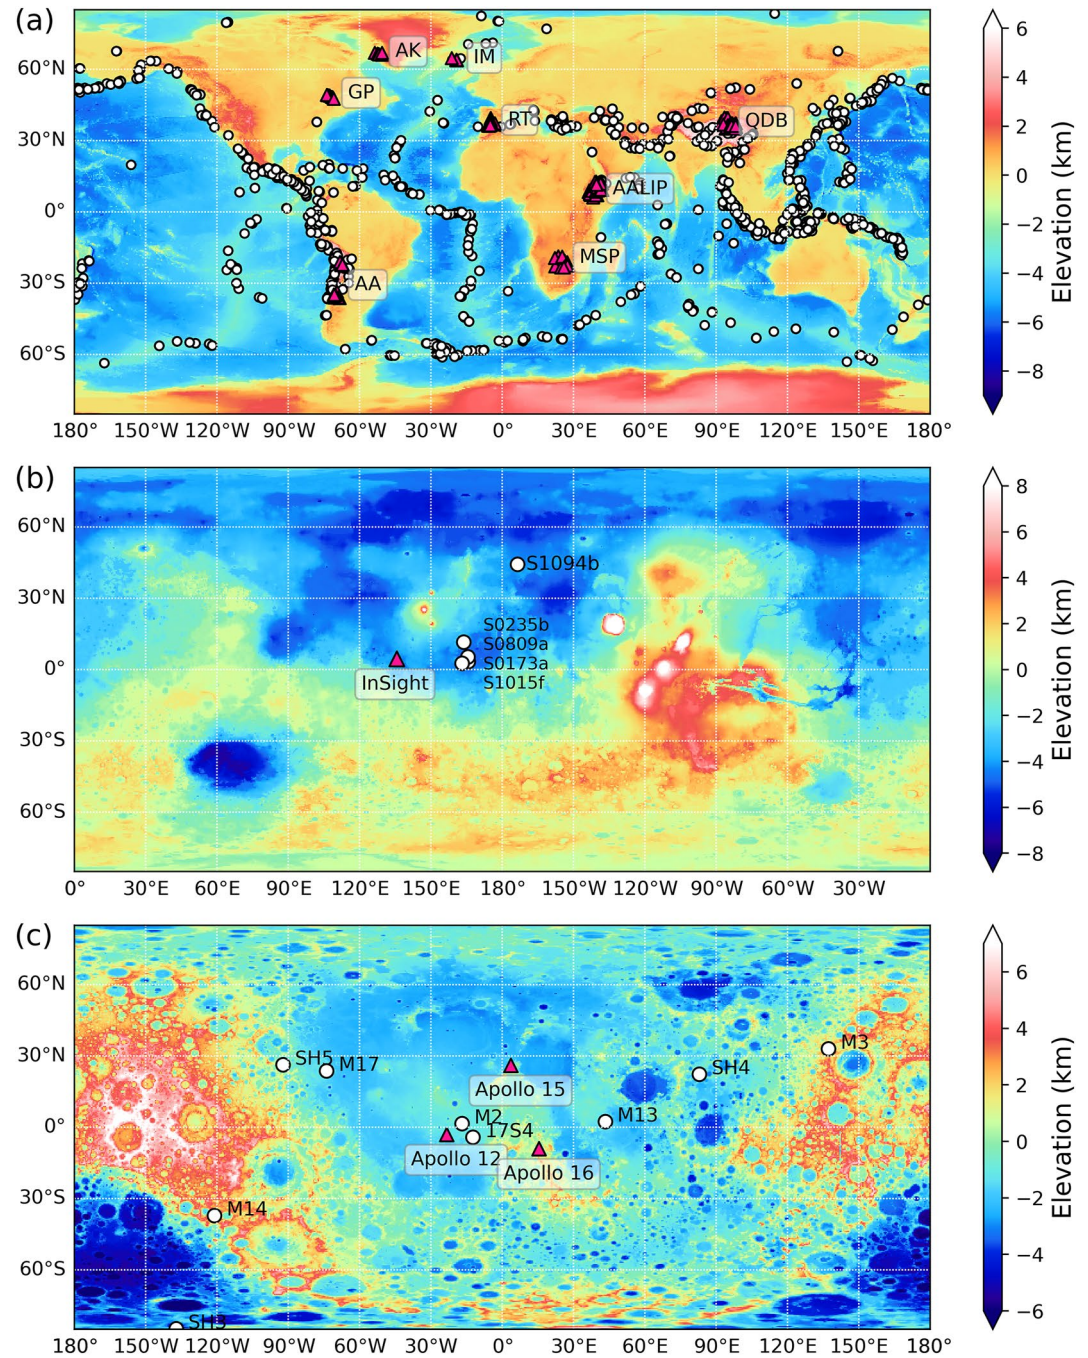 (a)
60°N
30°N
0°
30°S
60°S
AK
IM
GP
RT
QDB
AALIP
MSP
AA
180° 150°W 120°W 90°W 60°W 30°W 0° 30°E 60°E 90°E 120°E 150°E 180°
6
4
2
0
−2
−4
−6
−8
Elevation (km)
(b)
60°N
30°N
0°
30°S
60°S
S1094b
S0235b
S0809a
S0173a
S1015f
InSight
0° 30°E 60°E 90°E 120°E 150°E 180° 150°W 120°W 90°W 60°W 30°W
8
6
4
2
0
−2
−4
−6
−8
Elevation (km)
(c)
60°N
30°N
0°
30°S
60°S
SH5
M17
M3
SH4
Apollo 15
M2
17S4
M13
Apollo 12
Apollo 16
M14
SH3
180° 150°W 120°W 90°W 60°W 30°W 0° 30°E 60°E 90°E 120°E 150°E 180°
6
4
2
0
−2
−4
−6
Elevation (km)